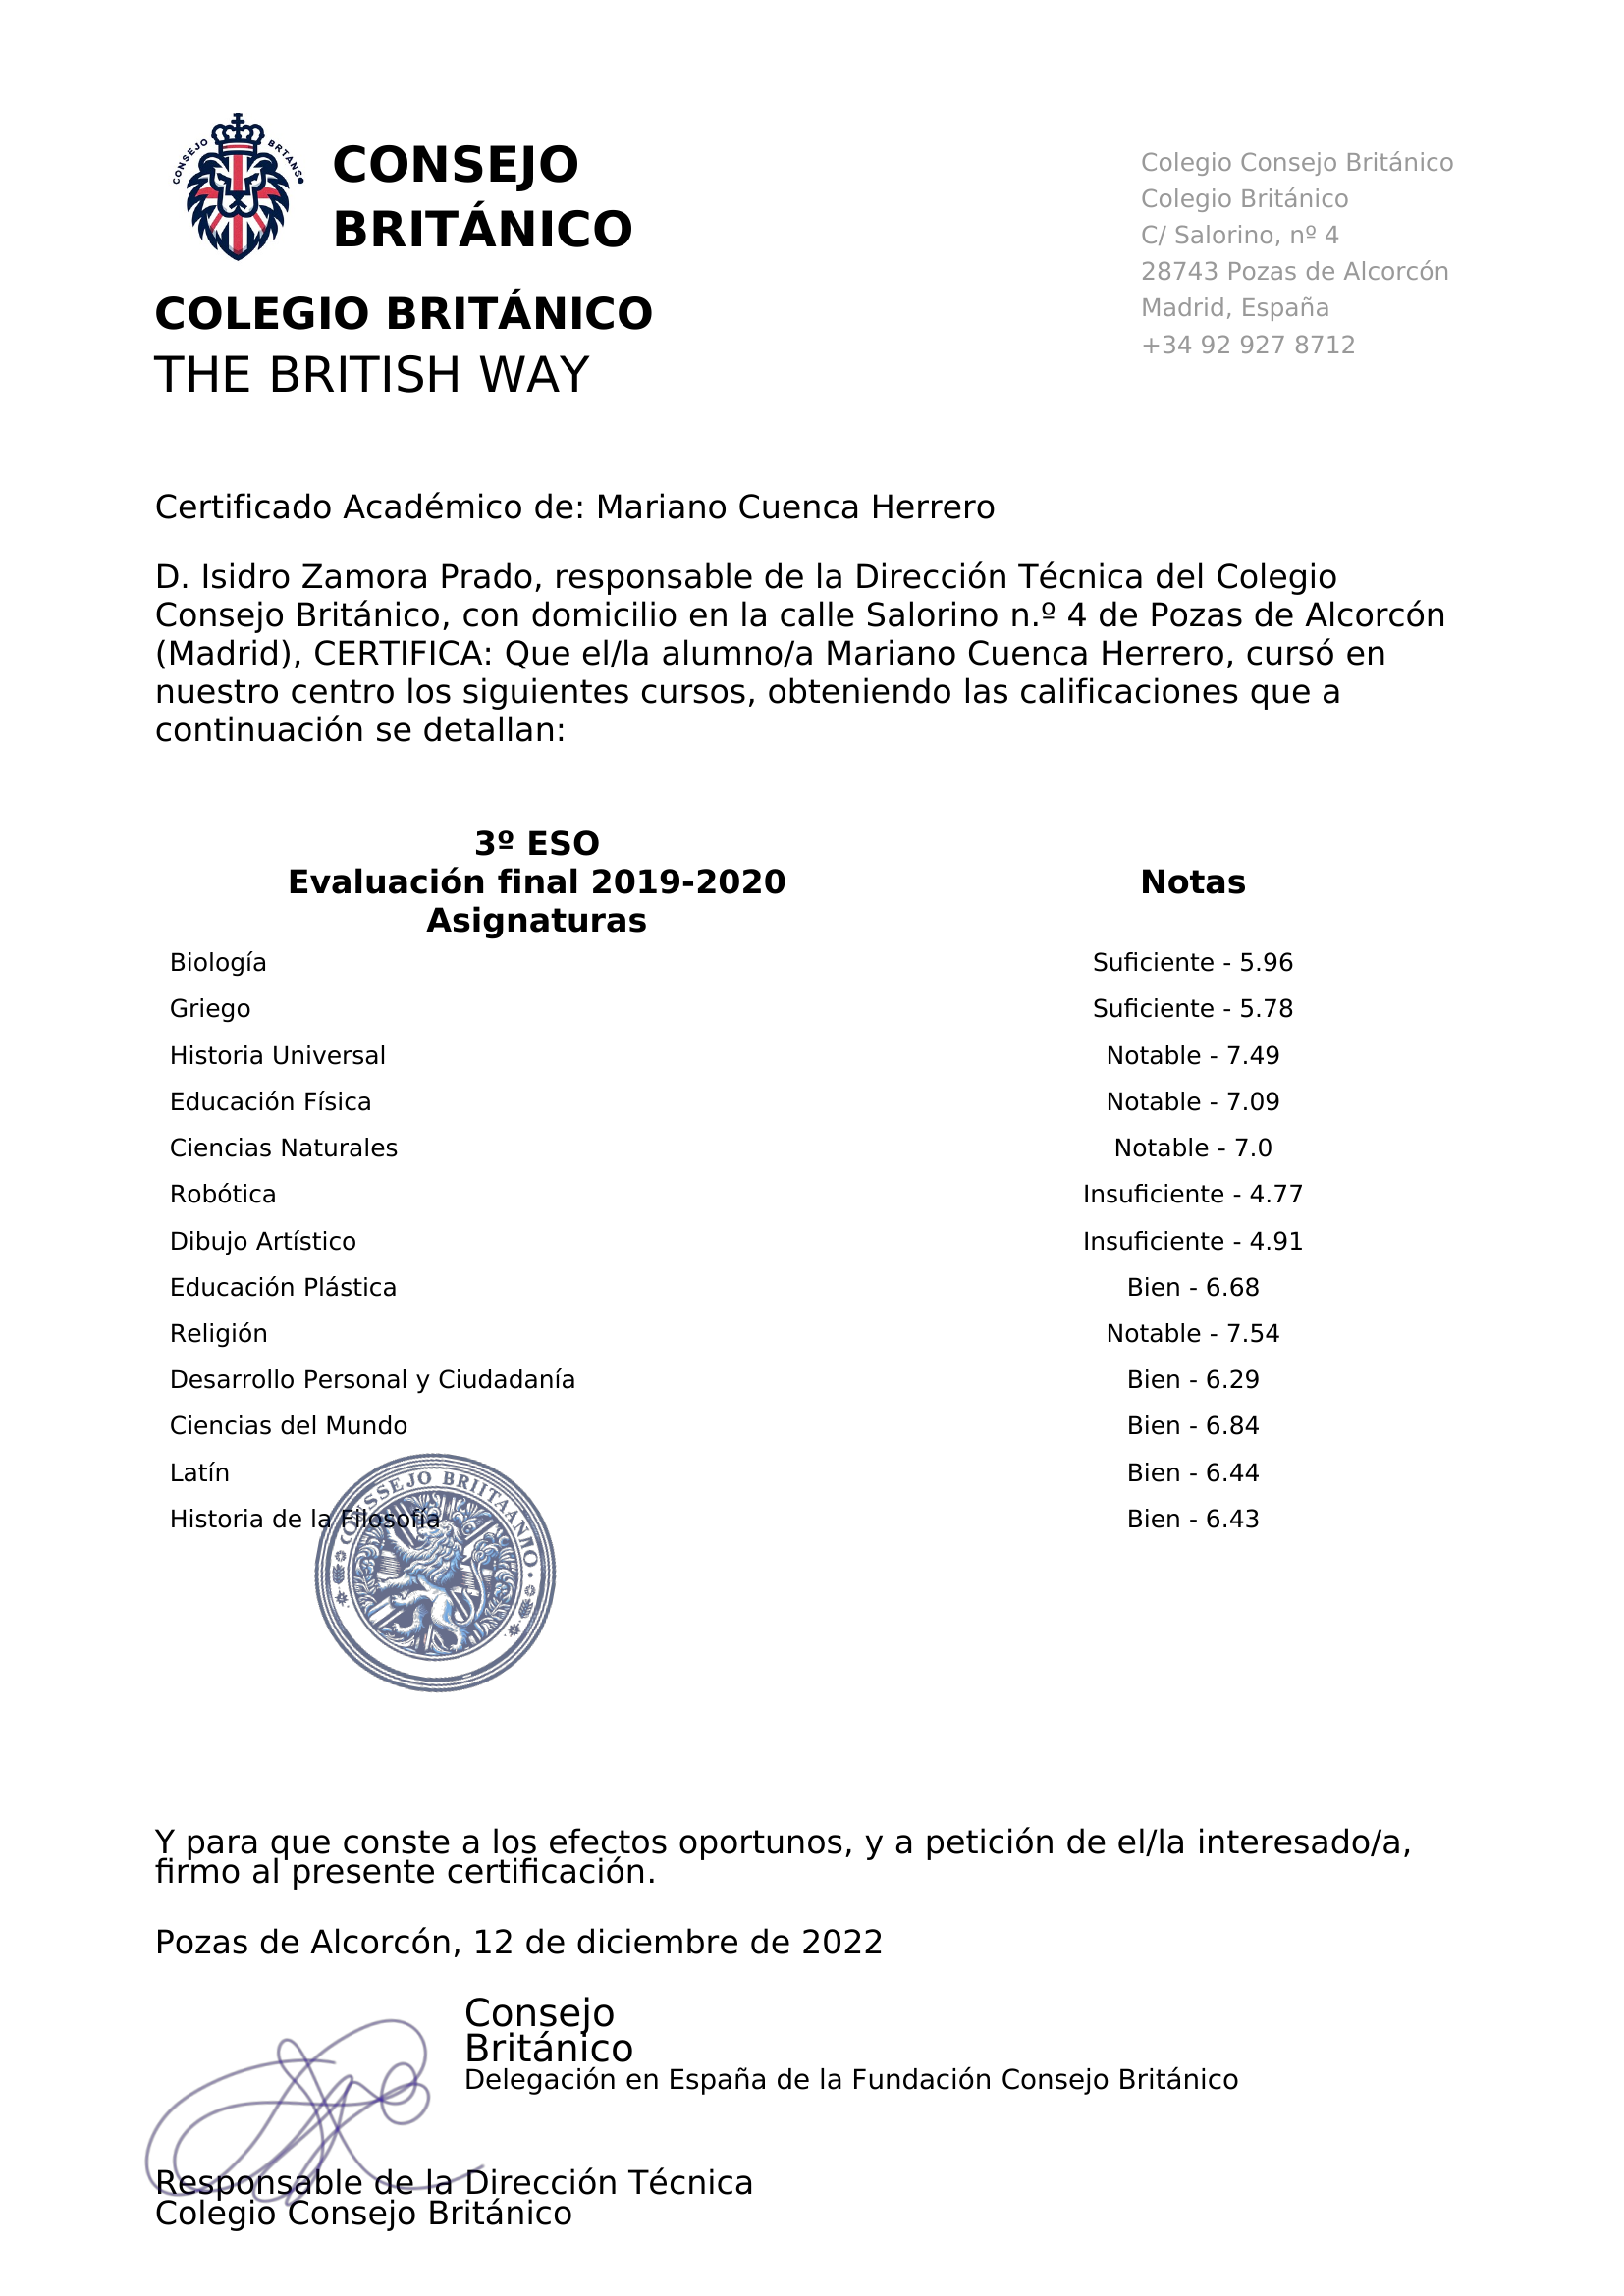 CONSEJO BRTANS
CONSEJO
BRITÁNICO
COLEGIO BRITÁNICO
THE BRITISH WAY
Colegio Consejo Británico
Colegio Británico
C/ Salorino, nº 4
28743 Pozas de Alcorcón
Madrid, España
+34 92 927 8712
Certificado Académico de: Mariano Cuenca Herrero
D. Isidro Zamora Prado, responsable de la Dirección Técnica del Colegio
Consejo Británico, con domicilio en la calle Salorino n.º 4 de Pozas de Alcorcón
(Madrid), CERTIFICA: Que el/la alumno/a Mariano Cuenca Herrero, cursó en
nuestro centro los siguientes cursos, obteniendo las calificaciones que a
continuación se detallan:
3º ESO
Evaluación final 2019-2020 Notas
Asignaturas
Biología Suficiente - 5.96
Griego Suficiente - 5.78
Historia Universal Notable - 7.49
Educación Física Notable - 7.09
Ciencias Naturales Notable - 7.0
Robótica Insuficiente - 4.77
Dibujo Artístico Insuficiente - 4.91
Educación Plástica Bien - 6.68
Religión Notable - 7.54
Desarrollo Personal y Ciudadanía Bien - 6.29
Ciencias del Mundo Bien - 6.84
Latín Bien - 6.44
Historia de la Filosofía Bien - 6.43
Y para que conste a los efectos oportunos, y a petición de el/la interesado/a,
firmo al presente certificación.
Pozas de Alcorcón, 12 de diciembre de 2022
Consejo
Británico
Delegación en España de la Fundación Consejo Británico
Responsable de la Dirección Técnica
Colegio Consejo Británico